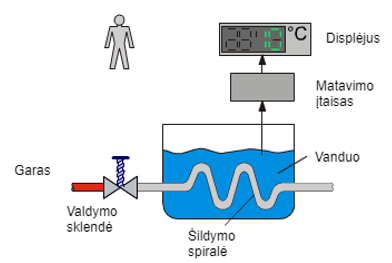 °C
Displėjus
Matavimo
įtaisas
Vanduo
Garas
Valdymo
sklendė
Šildymo
spiralė